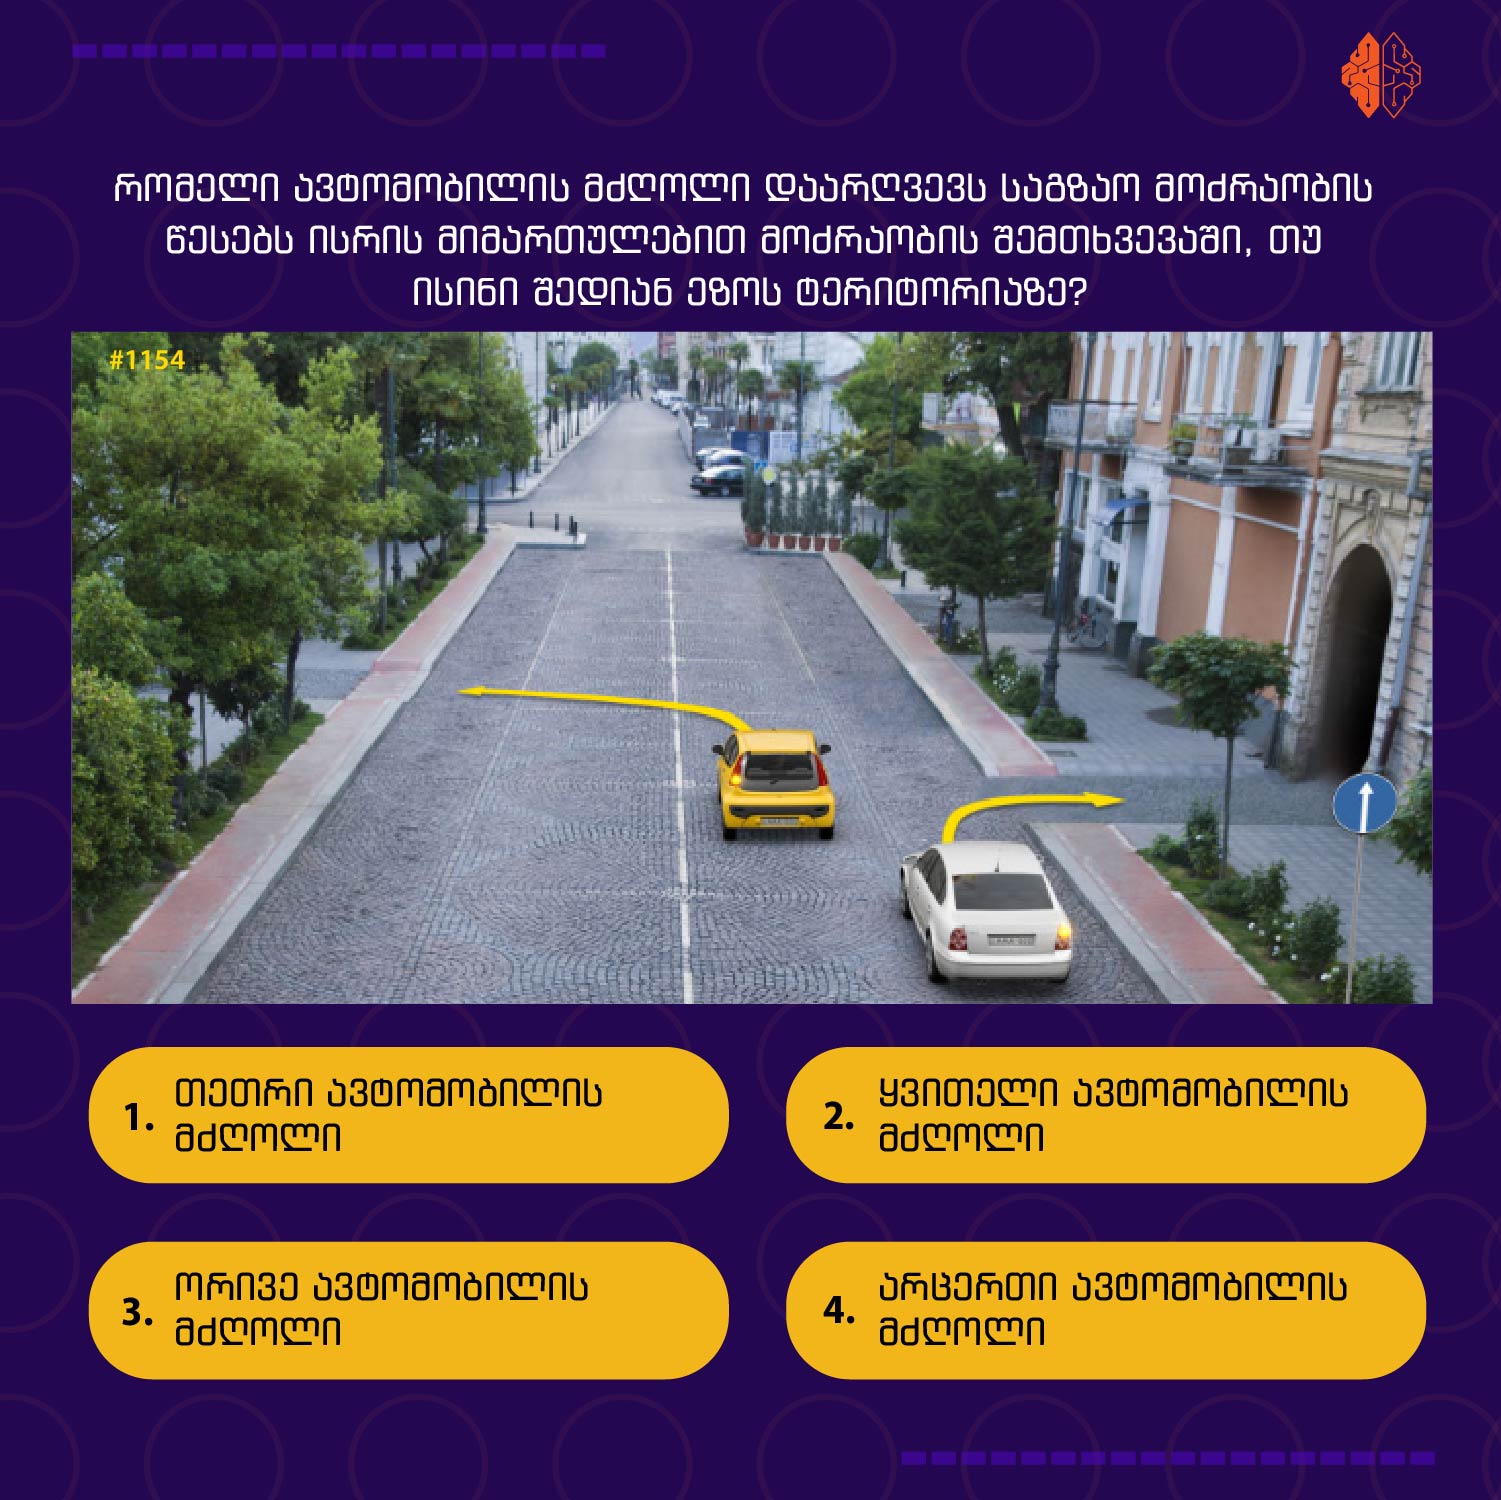 რომელი ავტომობილის მძღოლი დაარღვევს საგზაო მოძრაობის
წესებს ისრის მიმართულებით მოძრაობის შემთხვევაში, თუ
ისინი შედიან ეზოს ტერიტორიაზე?
#1154
1. თეთრი ავტომობილის
მძღოლი
2. ყვითელი ავტომობილის
მძღოლი
3. ორივე ავტომობილის
მძღოლი
4. არცერთი ავტომობილის
მძღოლი